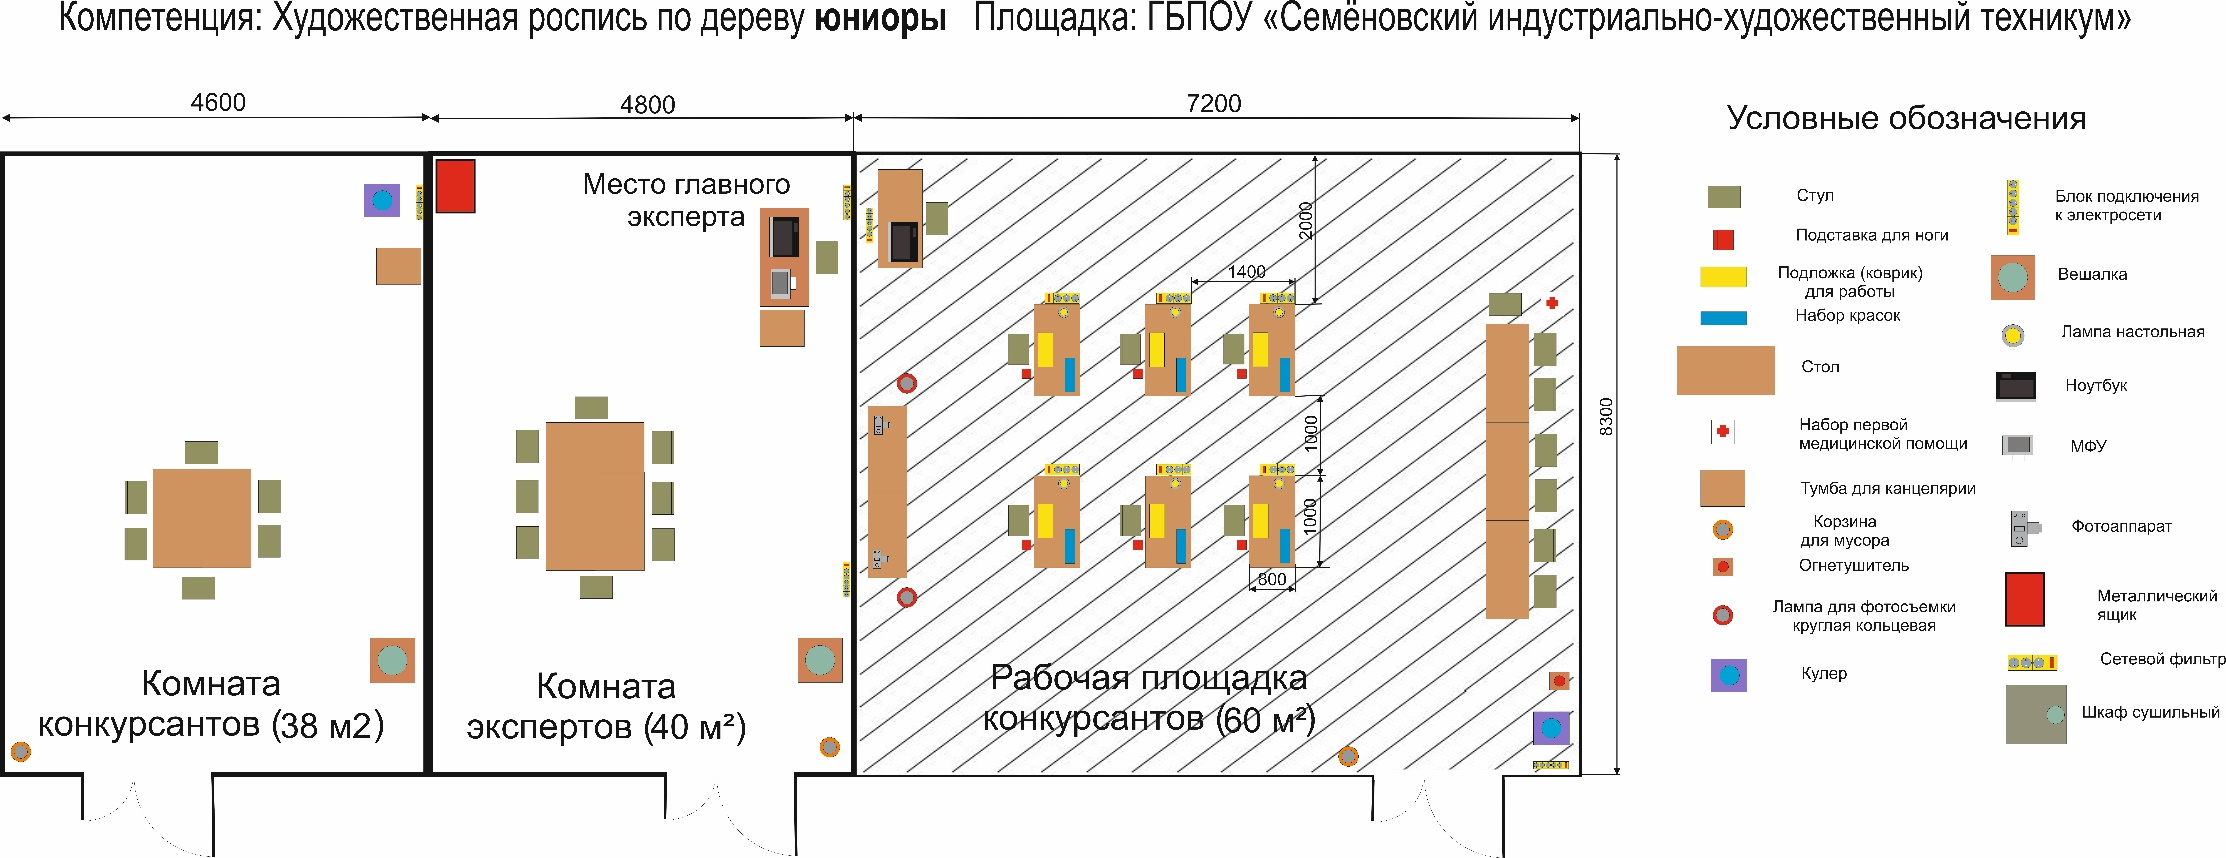 Компетенция: Художественная роспись по дереву юниоры Площадка: ГБПОУ «Семёновский индустриально-художественный техникум»
4600
4800
7200
8300
Место главного
эксперта
2000
1400
1000
1000
800
Комната
конкурсантов (38 м2)
Комната
экспертов (40 м²)
Рабочая площадка
конкурсантов (60 м²)
Условные обозначения
Стул
Подставка для ноги
Подложка (коврик)
для работы
Набор красок
Стол
Набор первой
медицинской помощи
Тумба для канцелярии
Корзина
для мусора
Огнетушитель
Лампа для фотосъемки
круглая кольцевая
Кулер
Блок подключения
к электросети
Вешалка
Лампа настольная
Ноутбук
МФУ
Фотоаппарат
Металлический
ящик
Сетевой фильтр
Шкаф сушильный